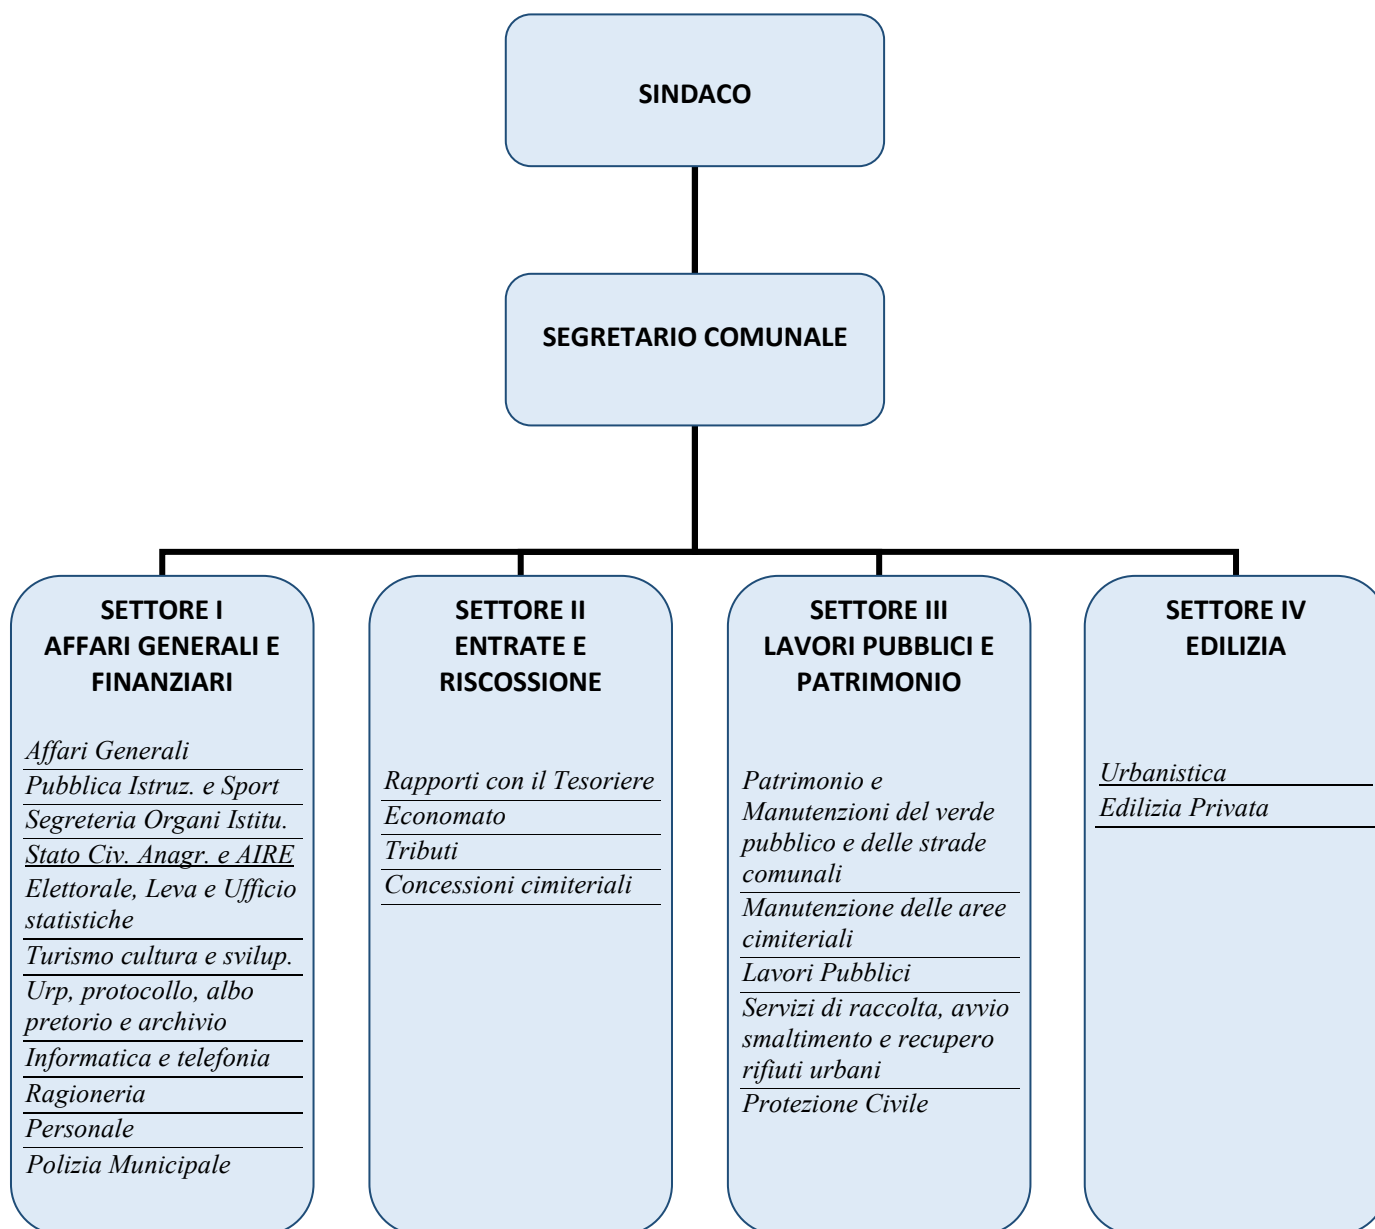 SINDACO
SEGRETARIO COMUNALE
SETTORE I
AFFARI GENERALI E
FINANZIARI
Affari Generali
Pubblica Istruz. e Sport
Segreteria Organi Istitu.
Stato Civ. Anagr. e AIRE
Elettorale, Leva e Ufficio
statistiche
Turismo cultura e svilup.
Urp, protocollo, albo
pretorio e archivio
Informatica e telefonia
Ragioneria
Personale
Polizia Municipale
SETTORE II
ENTRATE E
RISCOSSIONE
Rapporti con il Tesoriere
Economato
Tributi
Concessioni cimiteriali
SETTORE III
LAVORI PUBBLICI E
PATRIMONIO
Patrimonio e
Manutenzioni del verde
pubblico e delle strade
comunali
Manutenzione delle aree
cimiteriali
Lavori Pubblici
Servizi di raccolta, avvio
smaltimento e recupero
rifiuti urbani
Protezione Civile
SETTORE IV
EDILIZIA
Urbanistica
Edilizia Privata